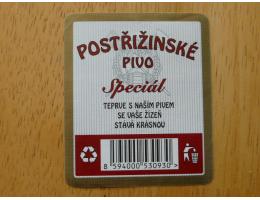 POSTŘIŽINSKÉ
PIVO
Speciál
TEPRVE S NAŠÍM PIVEM
SE VAŠE ŽÍZEŇ
STÁVÁ KRÁSNOU
8 594000 530930 >